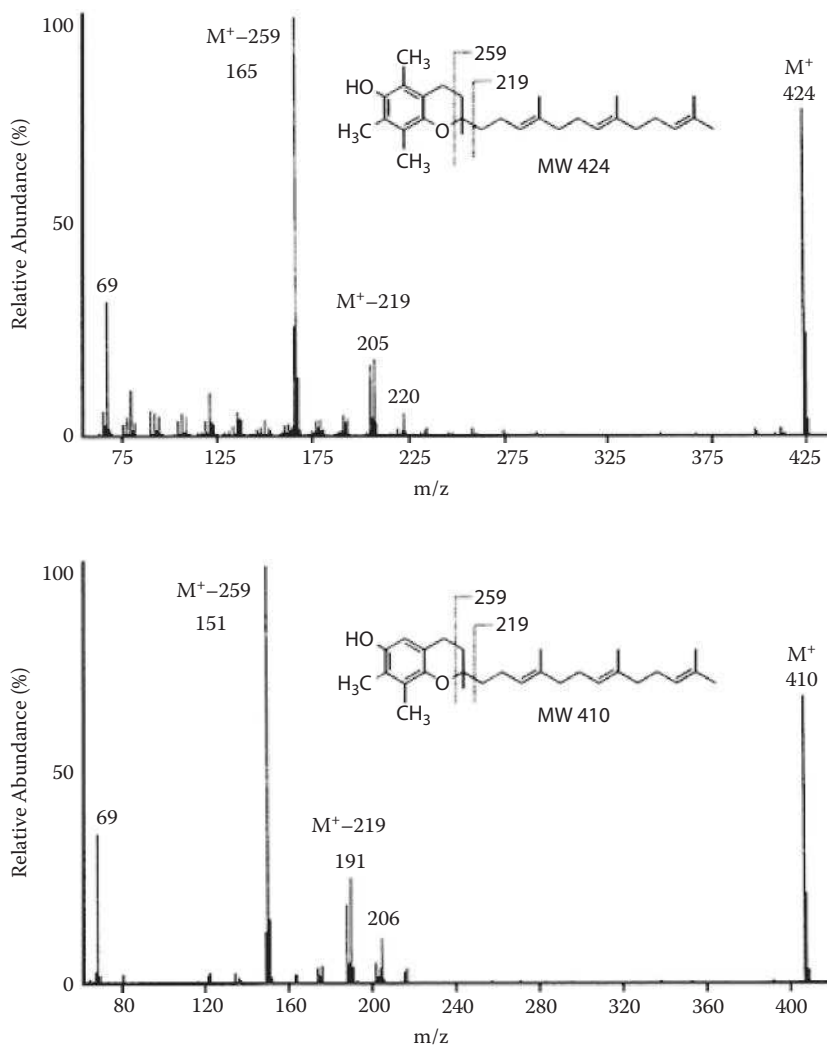 100
M⁺–259
165
Relative Abundance (%)
50
0
69
M⁺–219
205
220
M⁺
424
CH₃
HO
H₃C
CH₃
O
259
219
MW 424
75 125 175 225 275 325 375 425
m/z
100
M⁺–259
151
Relative Abundance (%)
50
0
69
M⁺–219
191
206
M⁺
410
HO
H₃C
CH₃
O
259
219
MW 410
80 120 160 200 240 280 320 360 400
m/z